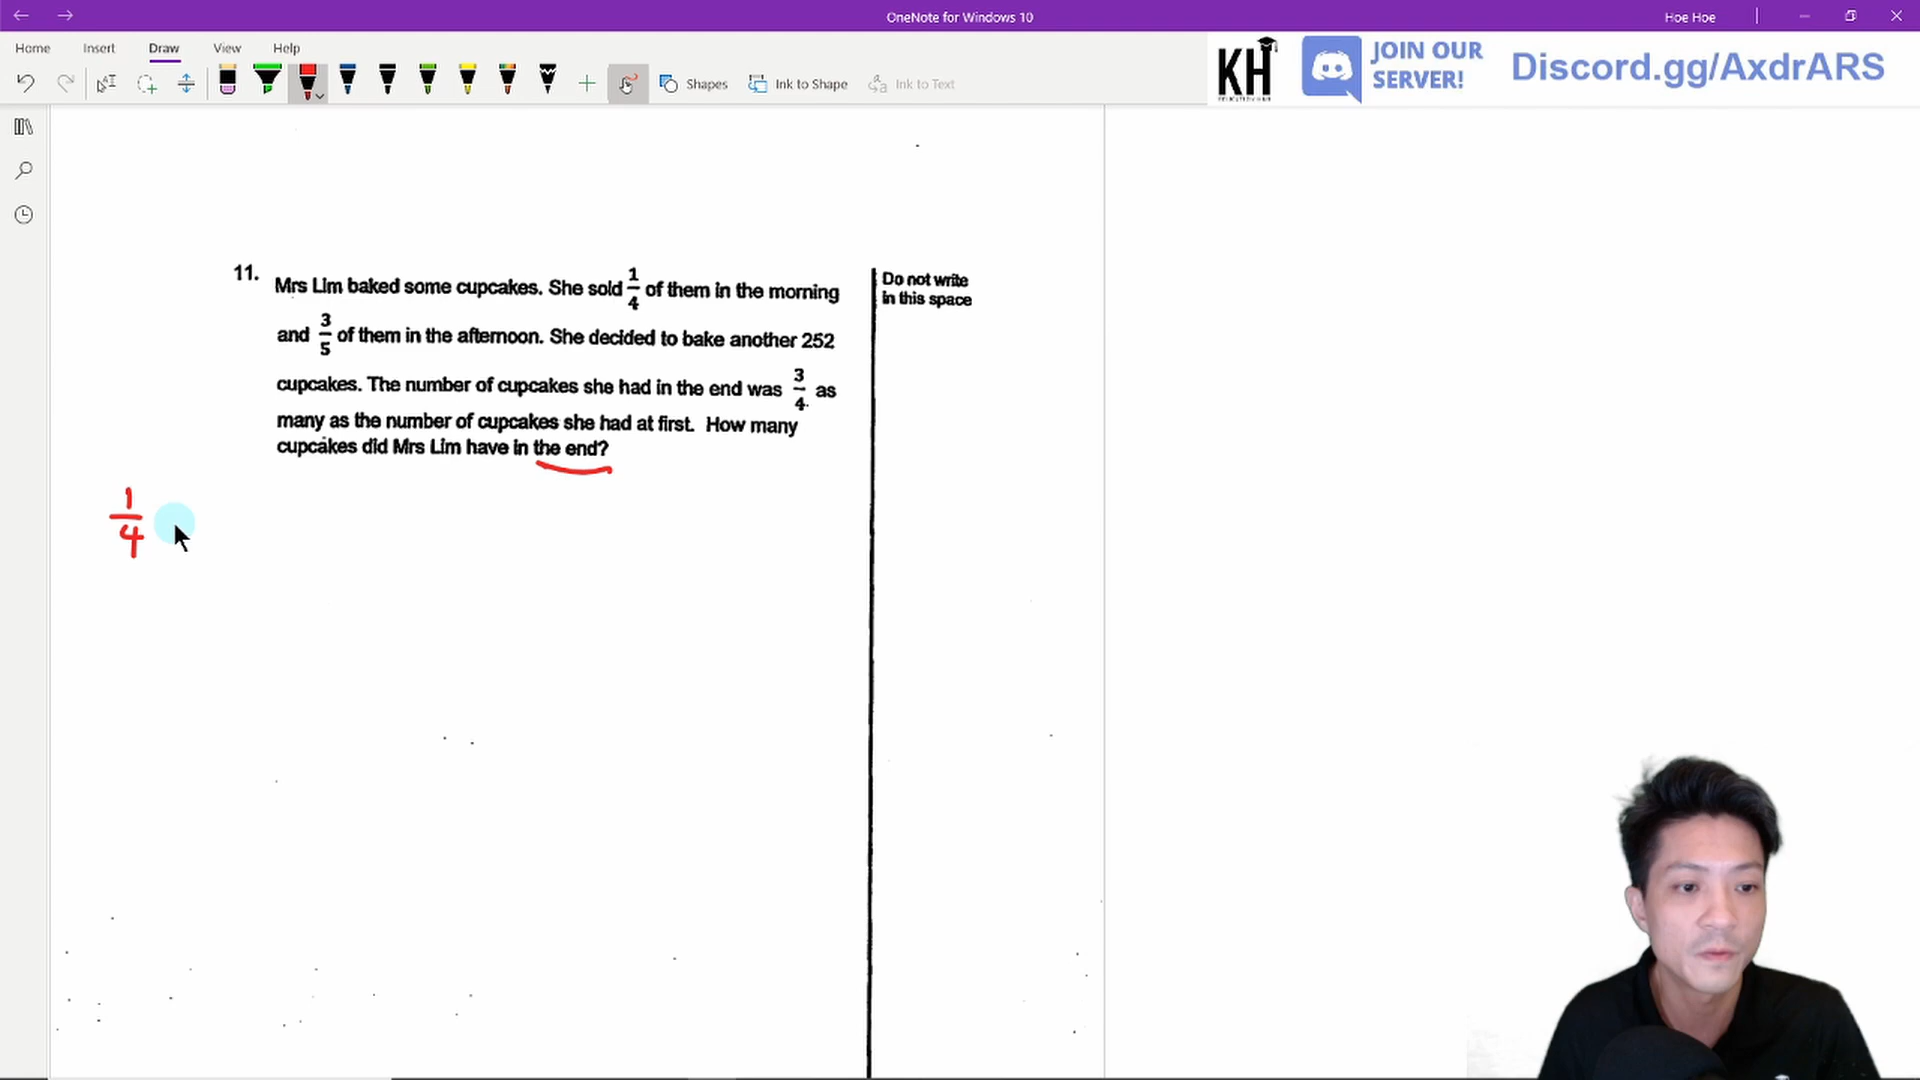 OneNote for Windows 10
Hoe Hoe
Home Insert Draw View Help
Shapes
Ink to Shape
Ink to Text
KH
JOIN OUR
SERVER!
Discord.gg/AxdrARS
11. Mrs Lim baked some cupcakes. She sold 1/4 of them in the morning
and 3/5 of them in the afternoon. She decided to bake another 252
cupcakes. The number of cupcakes she had in the end was 3/4 as
many as the number of cupcakes she had at first. How many
cupcakes did Mrs Lim have in the end?
Do not write
in this space
1/4